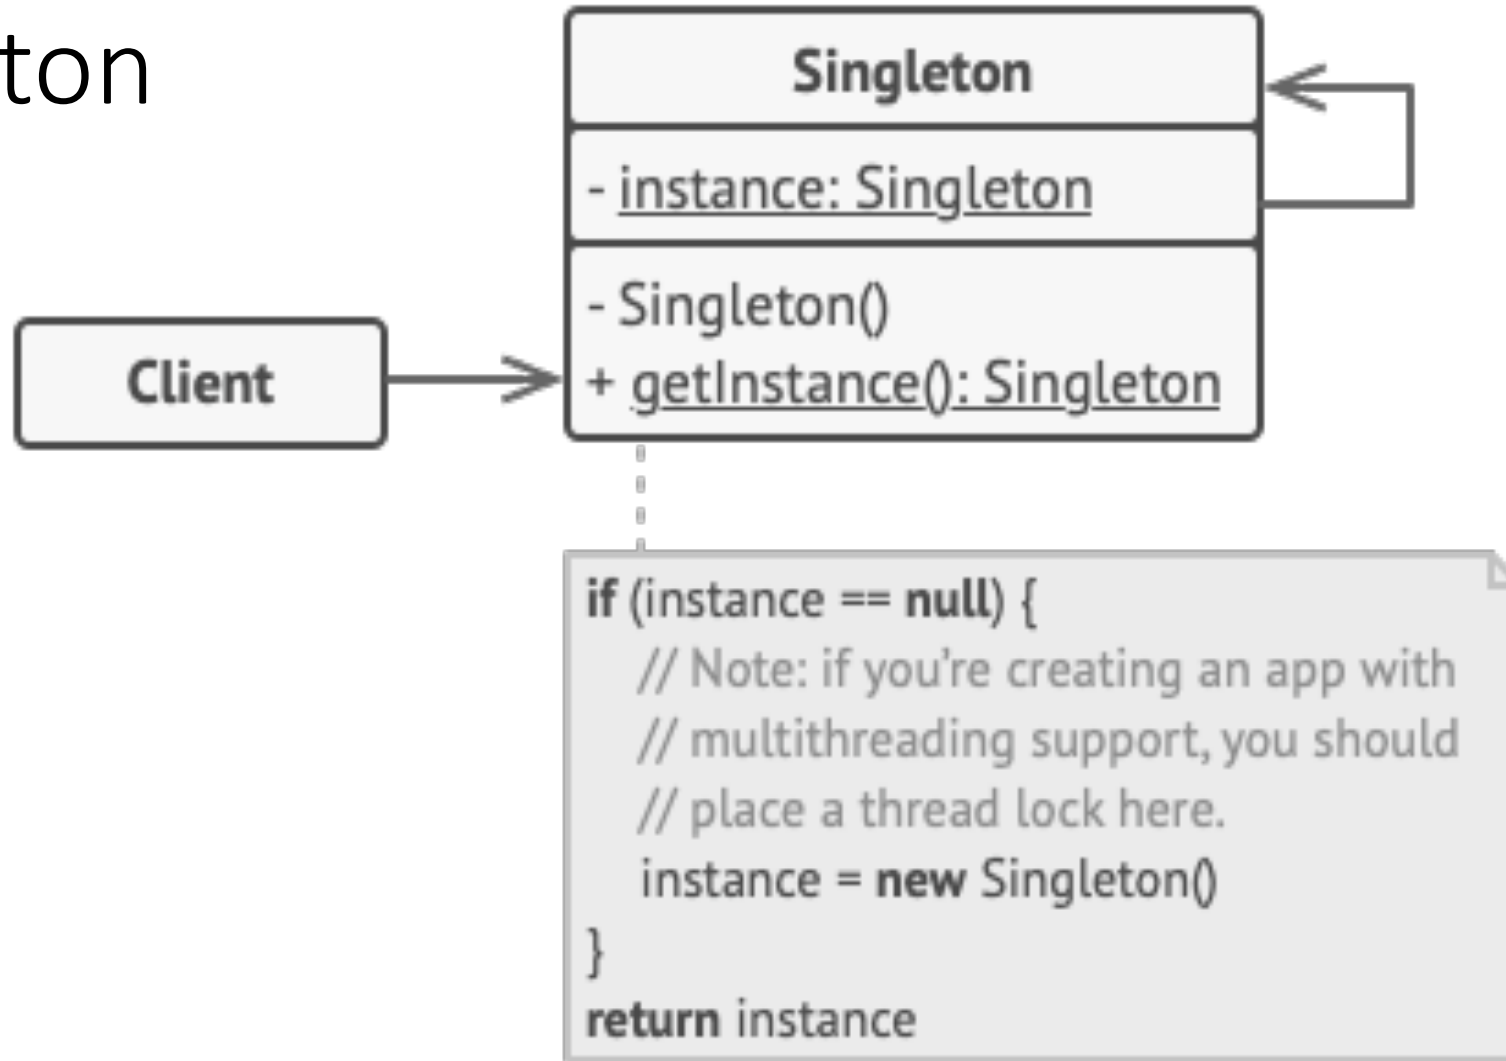 ton
Singleton
- instance: Singleton
- Singleton()
+ getInstance(): Singleton
Client
if (instance == null) {
// Note: if you’re creating an app with
// multithreading support, you should
// place a thread lock here.
instance = new Singleton()
}
return instance